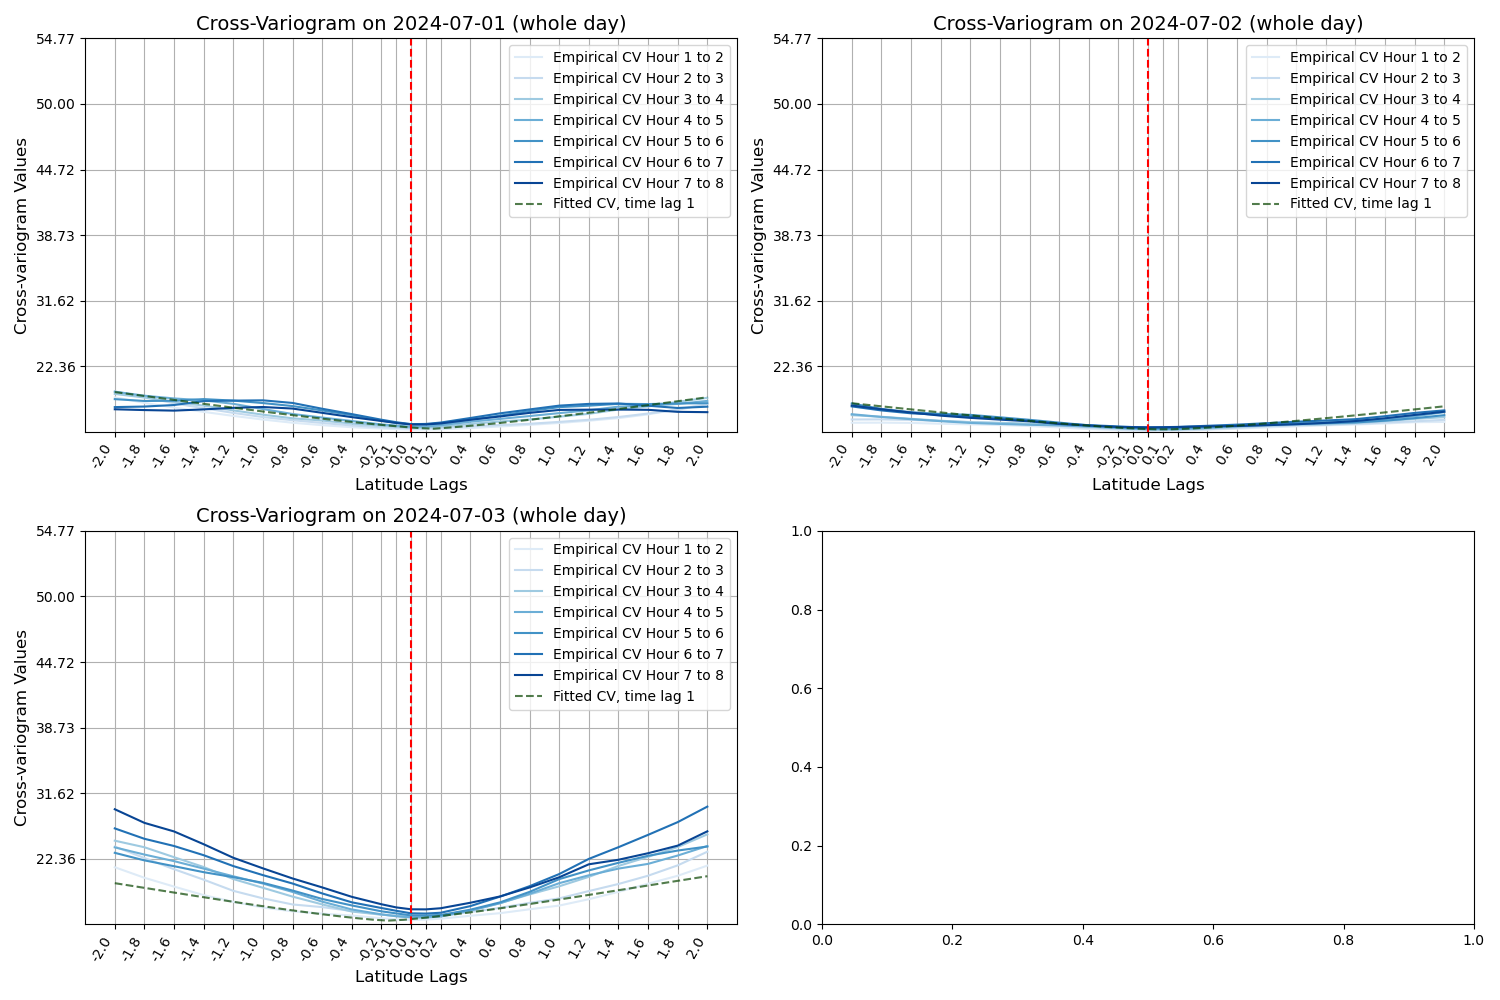 Cross-Variogram on 2024-07-01 (whole day)
Cross-variogram Values
54.77
50.00
44.72
38.73
31.62
22.36
Empirical CV Hour 1 to 2
Empirical CV Hour 2 to 3
Empirical CV Hour 3 to 4
Empirical CV Hour 4 to 5
Empirical CV Hour 5 to 6
Empirical CV Hour 6 to 7
Empirical CV Hour 7 to 8
Fitted CV, time lag 1
-2.0 -1.8 -1.6 -1.4 -1.2 -1.0 -0.8 -0.6 -0.4 -0.2 -0.1 0.0 0.1 0.2 0.4 0.6 0.8 1.0 1.2 1.4 1.6 1.8 2.0
Latitude Lags
Cross-Variogram on 2024-07-02 (whole day)
Cross-variogram Values
54.77
50.00
44.72
38.73
31.62
22.36
Empirical CV Hour 1 to 2
Empirical CV Hour 2 to 3
Empirical CV Hour 3 to 4
Empirical CV Hour 4 to 5
Empirical CV Hour 5 to 6
Empirical CV Hour 6 to 7
Empirical CV Hour 7 to 8
Fitted CV, time lag 1
-2.0 -1.8 -1.6 -1.4 -1.2 -1.0 -0.8 -0.6 -0.4 -0.2 -0.1 0.0 0.1 0.2 0.4 0.6 0.8 1.0 1.2 1.4 1.6 1.8 2.0
Latitude Lags
Cross-Variogram on 2024-07-03 (whole day)
Cross-variogram Values
54.77
50.00
44.72
38.73
31.62
22.36
Empirical CV Hour 1 to 2
Empirical CV Hour 2 to 3
Empirical CV Hour 3 to 4
Empirical CV Hour 4 to 5
Empirical CV Hour 5 to 6
Empirical CV Hour 6 to 7
Empirical CV Hour 7 to 8
Fitted CV, time lag 1
-2.0 -1.8 -1.6 -1.4 -1.2 -1.0 -0.8 -0.6 -0.4 -0.2 -0.1 0.0 0.1 0.2 0.4 0.6 0.8 1.0 1.2 1.4 1.6 1.8 2.0
Latitude Lags
1.0
0.8
0.6
0.4
0.2
0.0
0.0 0.2 0.4 0.6 0.8 1.0